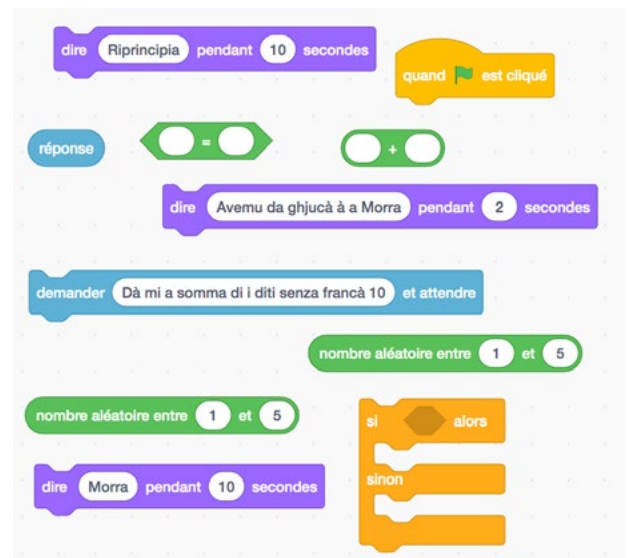 dire Riprincipia pendant 10 secondes
quand est cliqué
réponse
=
+
dire Avemu da ghjucà à a Morra pendant 2 secondes
demander Dà mi a somma di i diti senza francà 10 et attendre
nombre aléatoire entre 1 et 5
nombre aléatoire entre 1 et 5
si alors
sinon
dire Morra pendant 10 secondes